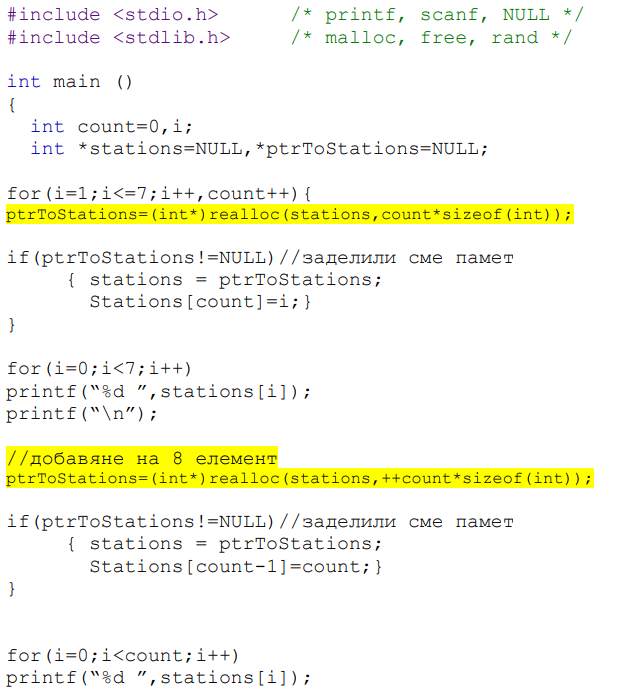 #include <stdio.h>      /* printf, scanf, NULL */
#include <stdlib.h>     /* malloc, free, rand */
int main ()
{
  int count=0,i;
  int *stations=NULL,*ptrToStations=NULL;
for(i=1;i<=7;i++,count++){
ptrToStations=(int*)realloc(stations,count*sizeof(int));
if(ptrToStations!=NULL)//заделили сме памет
     { stations = ptrToStations;
       Stations[count]=i;}
}
for(i=0;i<7;i++)
printf(“%d ”,stations[i]);
printf(“\n”);
//добавяне на 8 елемент
ptrToStations=(int*)realloc(stations,++count*sizeof(int));
if(ptrToStations!=NULL)//заделили сме памет
     { stations = ptrToStations;
       Stations[count-1]=count;}
}
for(i=0;i<count;i++)
printf(“%d ”,stations[i]);